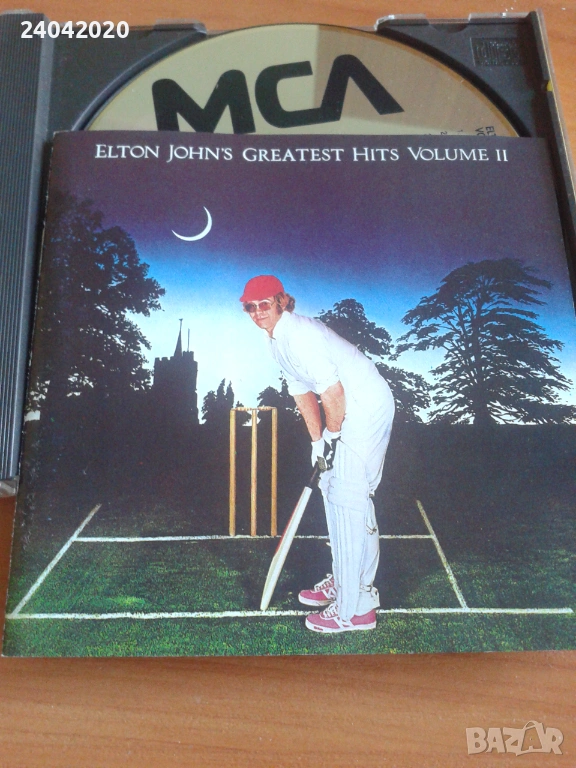 24042020
MCA
ELTON JOHN'S GREATEST HITS VOLUME II
BAZAR